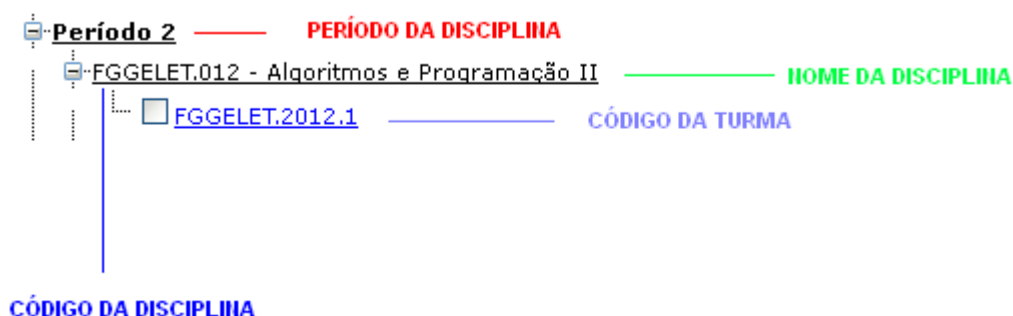 Período 2 PERÍODO DA DISCIPLINA
FGGELET.012 - Algoritmos e Programação II NOME DA DISCIPLINA
FGGELET.2012.1 CÓDIGO DA TURMA
CÓDIGO DA DISCIPLINA